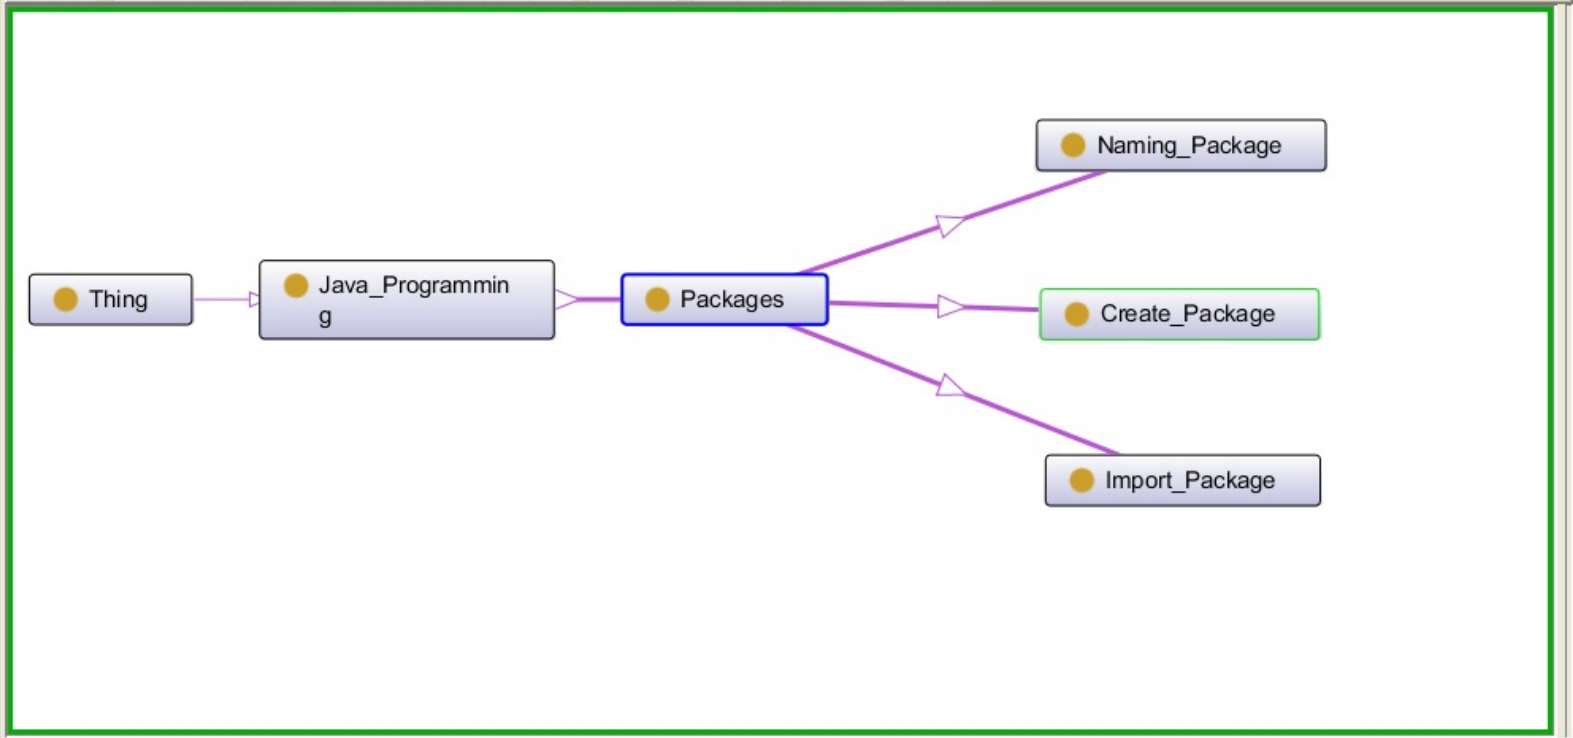 Thing
Java_Programmin
g
Packages
Naming_Package
Create_Package
Import_Package